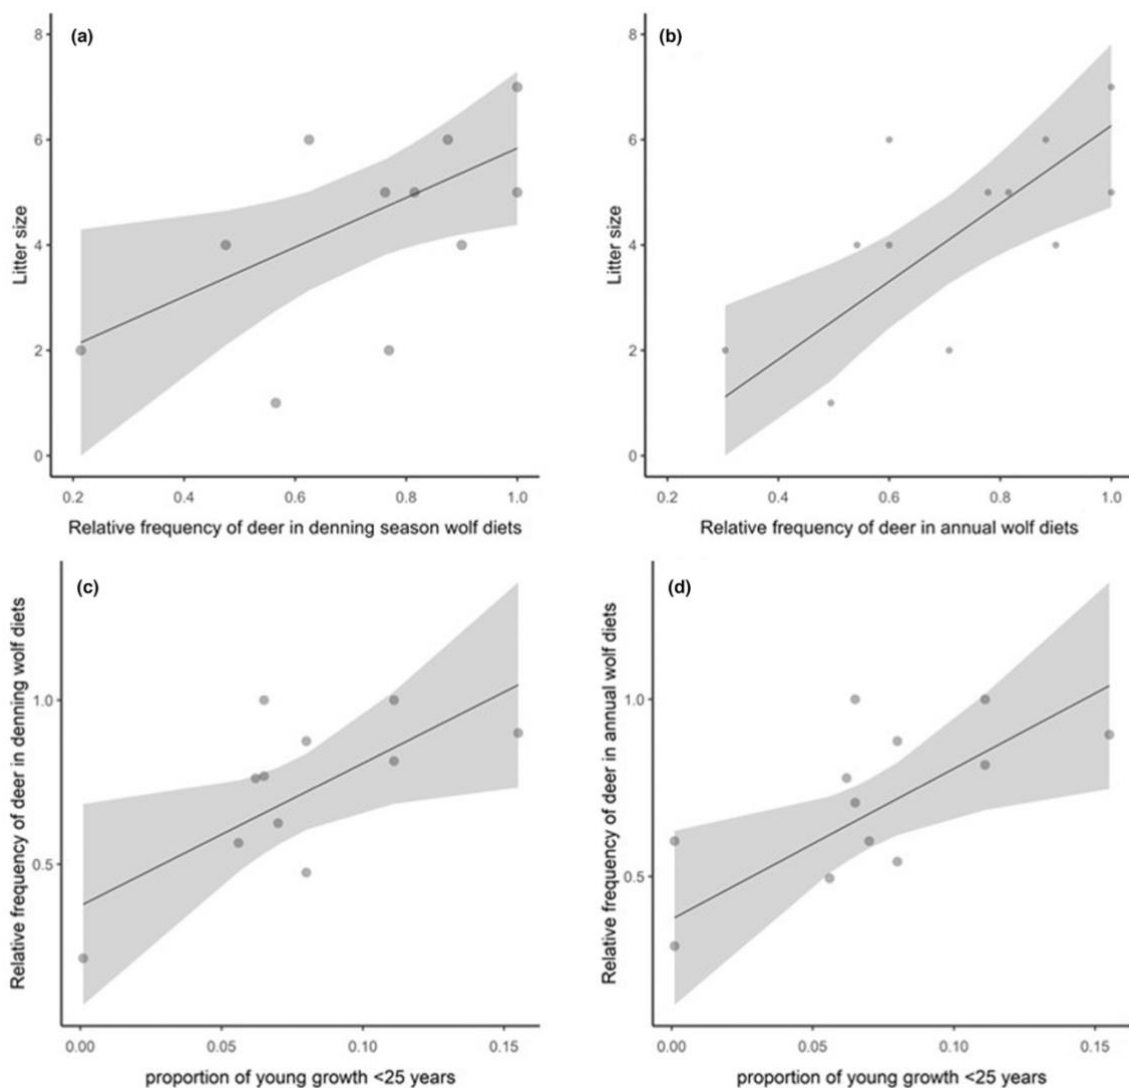 (a)
8
6
4
2
0
Litter size
0.2 0.4 0.6 0.8 1.0
Relative frequency of deer in denning season wolf diets
(b)
8
6
4
2
0
Litter size
0.2 0.4 0.6 0.8 1.0
Relative frequency of deer in annual wolf diets
(c)
1.0
0.5
Relative frequency of deer in denning wolf diets
0.00 0.05 0.10 0.15
proportion of young growth <25 years
(d)
1.0
0.5
Relative frequency of deer in annual wolf diets
0.00 0.05 0.10 0.15
proportion of young growth <25 years